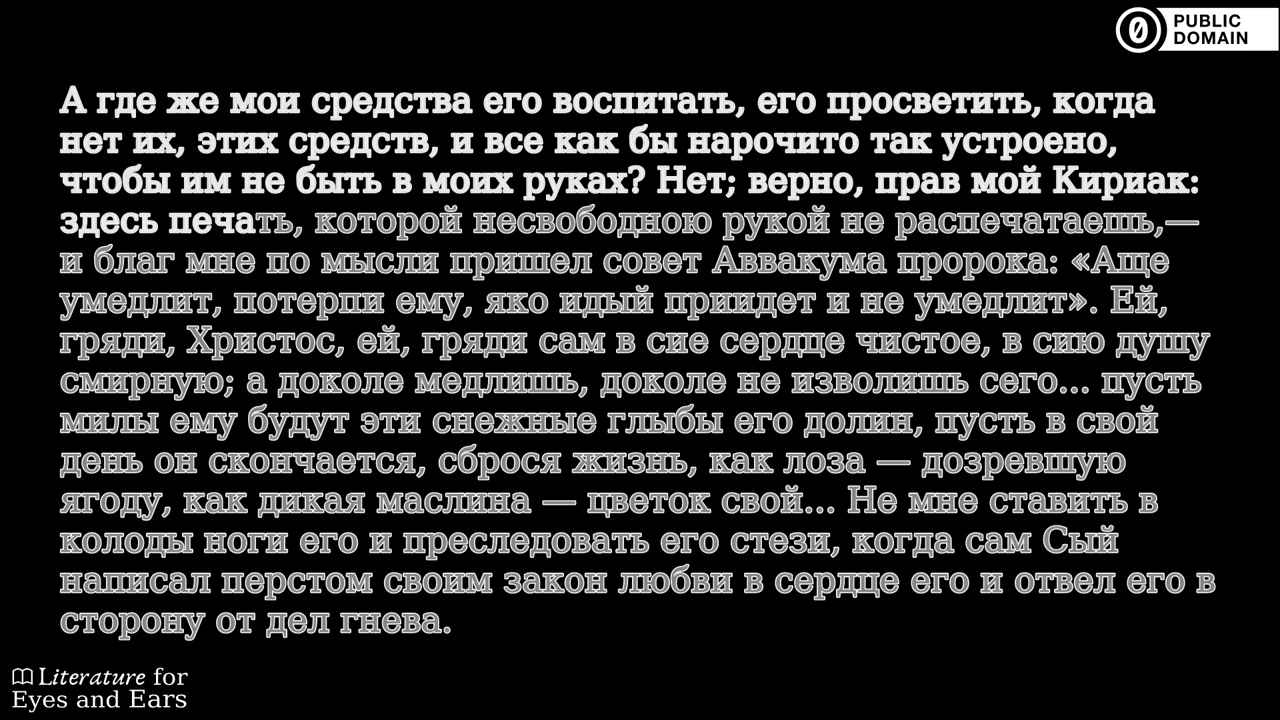 PUBLIC
DOMAIN
А где же мои средства его воспитать, его просветить, когда
нет их, этих средств, и все как бы нарочито так устроено,
чтобы им не быть в моих руках? Нет; верно, прав мой Кириак:
здесь печать, которой несвободною рукой не распечатаешь,—
и благ мне по мысли пришел совет Аввакума пророка: «Аще
умедлит, потерпи ему, яко идый приидет и не умедлит». Ей,
гряди, Христос, ей, гряди сам в сие сердце чистое, в сию душу
смирную; а доколе медлишь, доколе не изволишь сего... пусть
милы ему будут эти снежные глыбы его долин, пусть в свой
день он скончается, сброся жизнь, как лоза — дозревшую
ягоду, как дикая маслина — цветок свой... Не мне ставить в
колоды ноги его и преследовать его стези, когда сам Сый
написал перстом своим закон любви в сердце его и отвел его в
сторону от дел гнева.
Literature for
Eyes and Ears